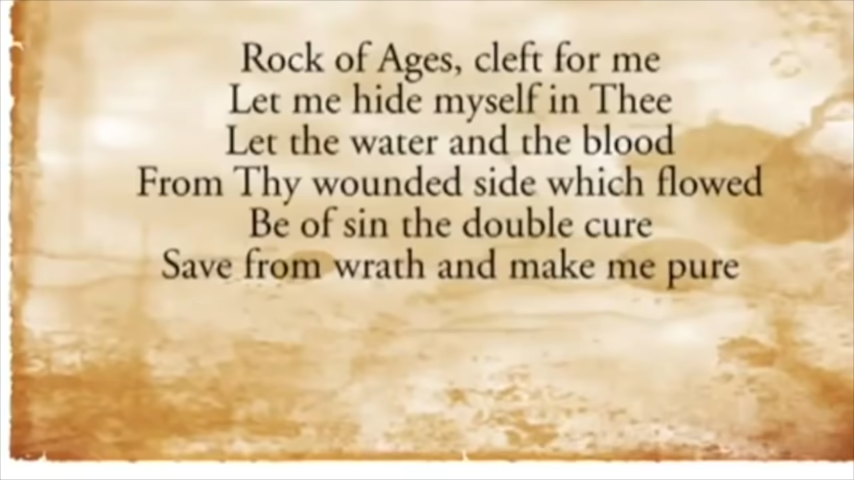 Rock of Ages, cleft for me
Let me hide myself in Thee
Let the water and the blood
From Thy wounded side which flowed
Be of sin the double cure
Save from wrath and make me pure